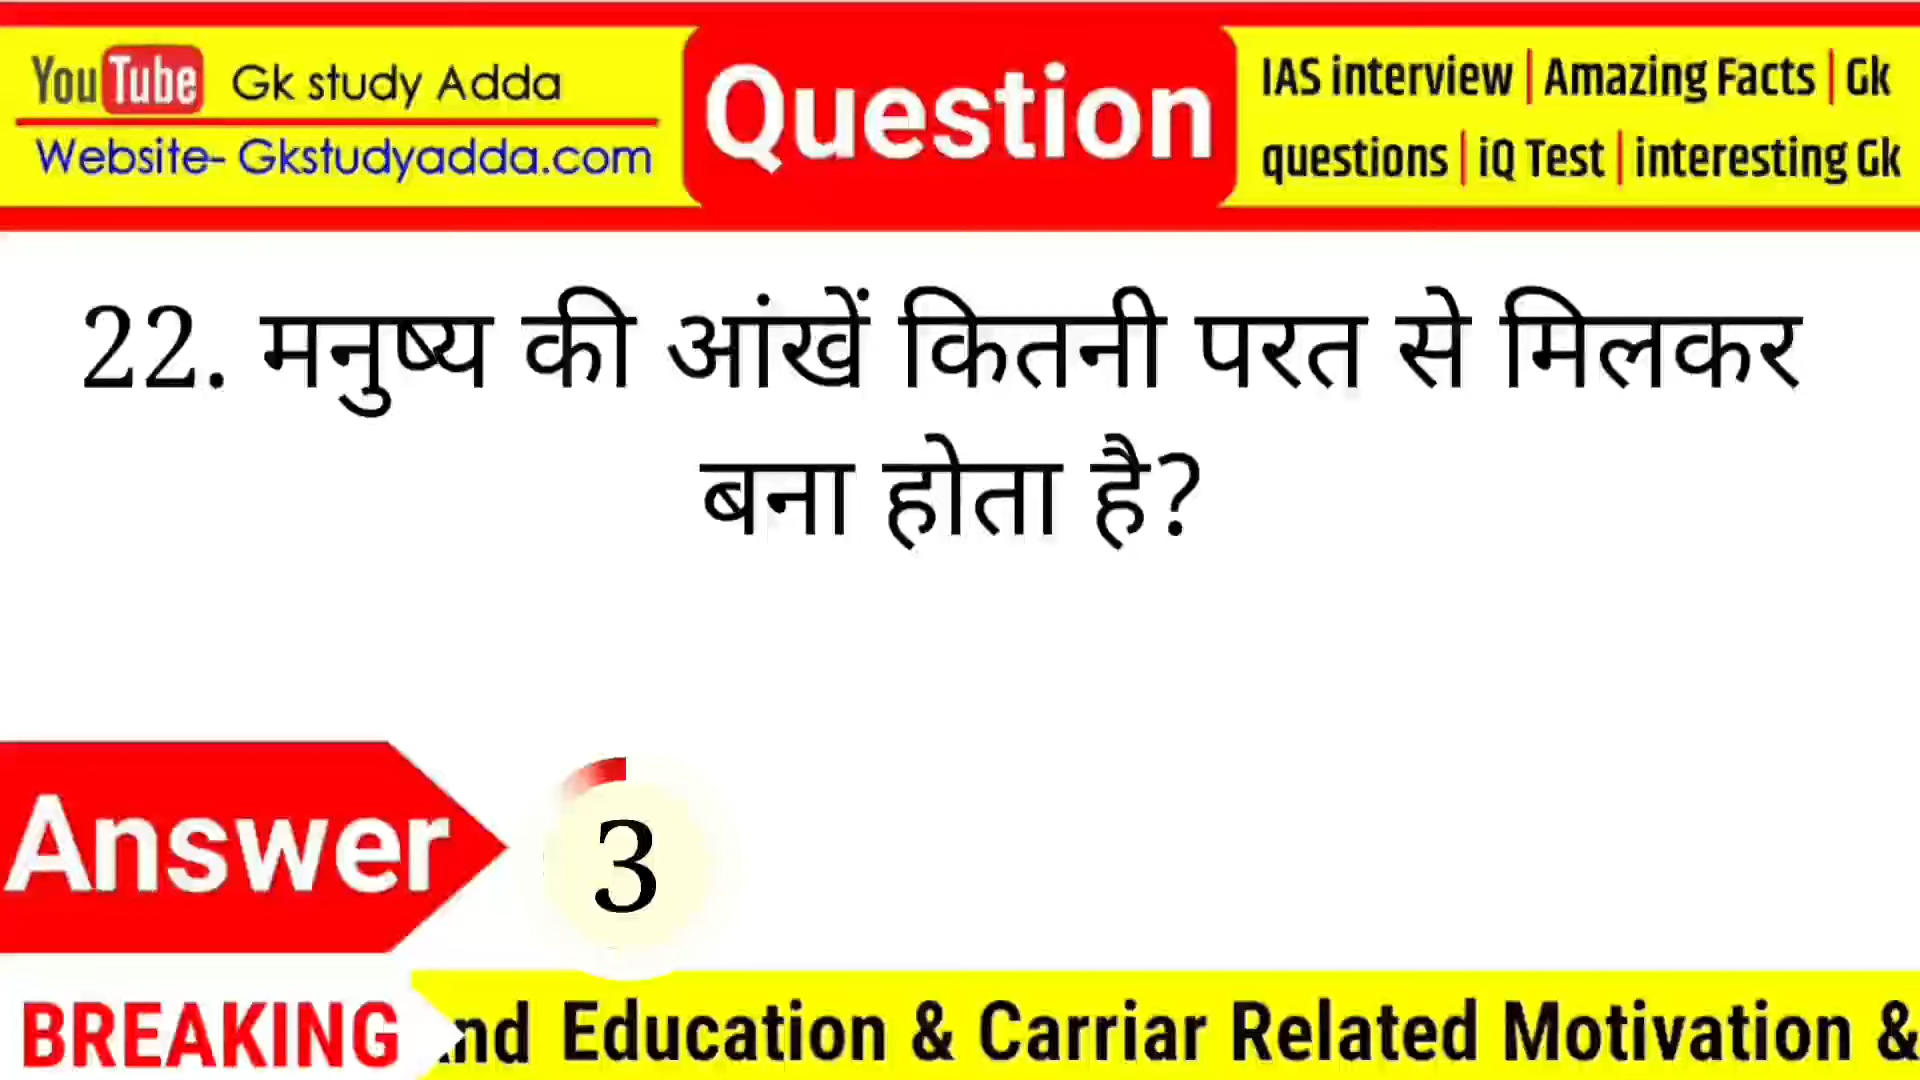 YouTube Gk study Adda
Website- Gkstudyadda.com
Question
IAS interview | Amazing Facts | Gk
questions | iQ Test | interesting Gk
22. मनुष्य की आंखें कितनी परत से मिलकर
बना होता है?
Answer
3
BREAKING
Education & Carriar Related Motivation &